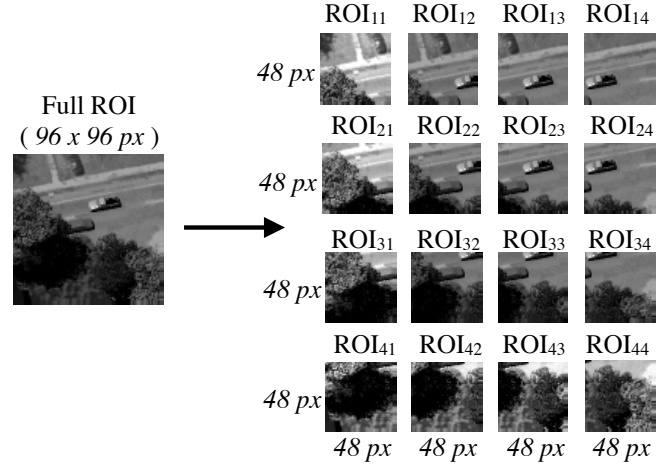 ROI11 ROI12 ROI13 ROI14
48 px
Full ROI
( 96 x 96 px )
ROI21 ROI22 ROI23 ROI24
48 px
ROI31 ROI32 ROI33 ROI34
48 px
ROI41 ROI42 ROI43 ROI44
48 px
48 px 48 px 48 px 48 px